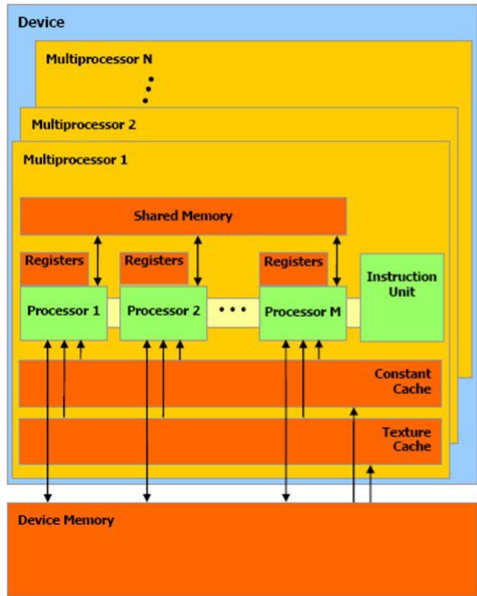 Device
Multiprocessor N
Multiprocessor 2
Multiprocessor 1
Shared Memory
Registers
Registers
Registers
Processor 1
Processor 2
Processor M
Instruction
Unit
Constant
Cache
Texture
Cache
Device Memory